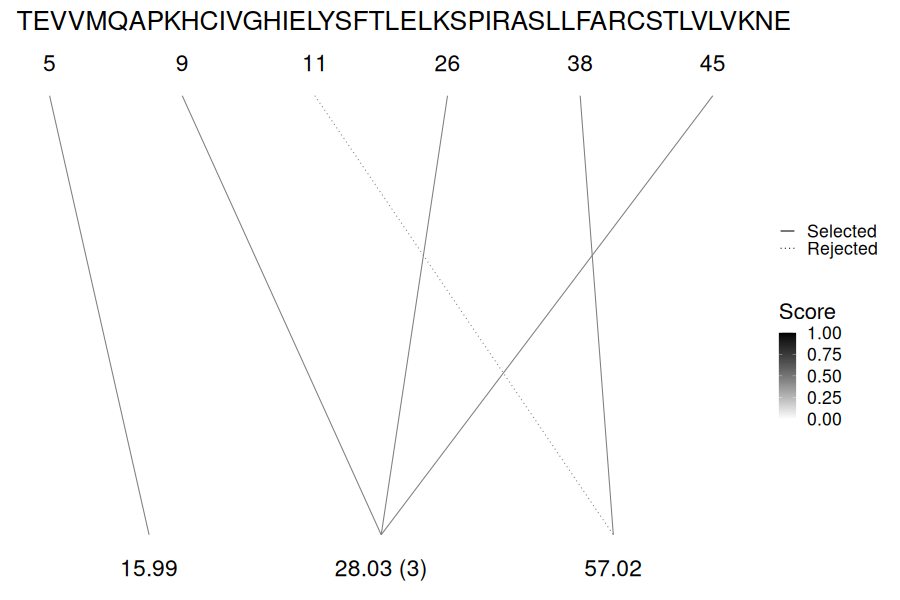 TEVVMQAPKHCIVGHIELYSFTLELKSPIRASLLFARCSTLVLVKNE
5 9 11 26 38 45
Selected
Rejected
Score
1.00
0.75
0.50
0.25
0.00
15.99 28.03 (3) 57.02